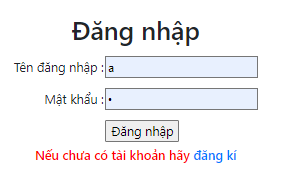 Đăng nhập
Tên đăng nhập : a
Mật khẩu : •
Đăng nhập
Nếu chưa có tài khoản hãy đăng kí